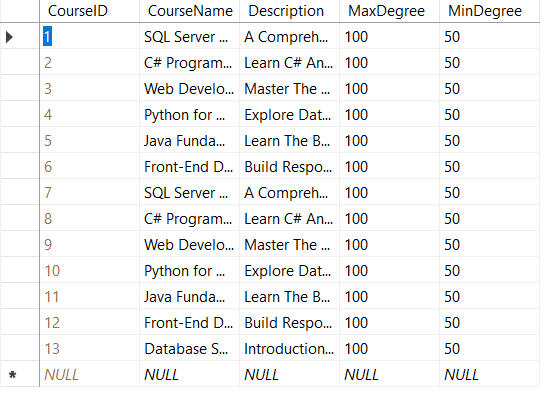 CourseID CourseName Description MaxDegree MinDegree
1 SQL Server ... A Compreh... 100 50
2 C# Program... Learn C# An... 100 50
3 Web Develo... Master The ... 100 50
4 Python for ... Explore Dat... 100 50
5 Java Funda... Learn The B... 100 50
6 Front-End D... Build Respo... 100 50
7 SQL Server ... A Compreh... 100 50
8 C# Program... Learn C# An... 100 50
9 Web Develo... Master The ... 100 50
10 Python for ... Explore Dat... 100 50
11 Java Funda... Learn The B... 100 50
12 Front-End D... Build Respo... 100 50
13 Database S... Introduction... 100 50
* NULL NULL NULL NULL NULL